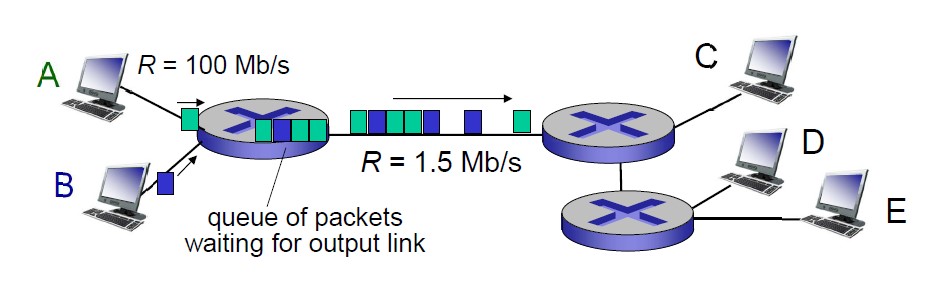 A
R = 100 Mb/s
C
R = 1.5 Mb/s
D
B
E
queue of packets
waiting for output link